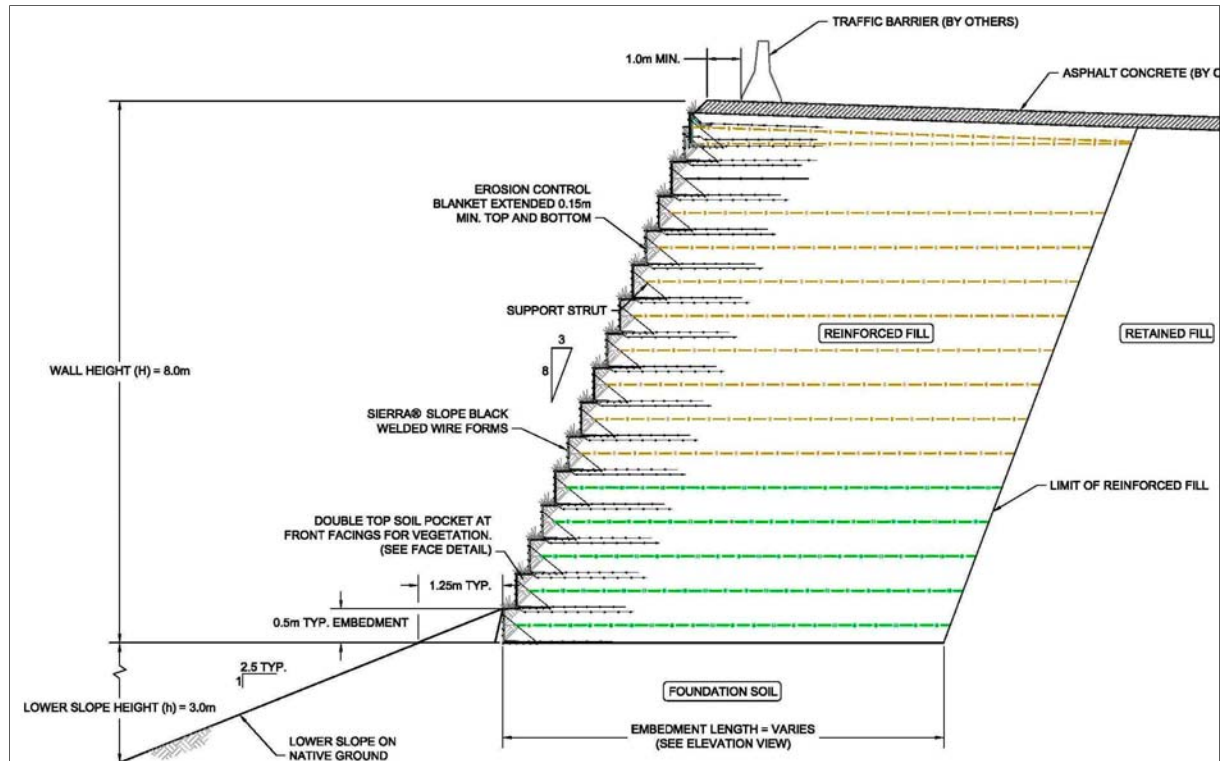 TRAFFIC BARRIER (BY OTHERS)
1.0m MIN.
ASPHALT CONCRETE (BY O
EROSION CONTROL
BLANKET EXTENDED 0.15m
MIN. TOP AND BOTTOM
SUPPORT STRUT
REINFORCED FILL
RETAINED FILL
3
8
WALL HEIGHT (H) = 8.0m
SIERRA® SLOPE BLACK
WELDED WIRE FORMS
LIMIT OF REINFORCED FILL
DOUBLE TOP SOIL POCKET AT
FRONT FACINGS FOR VEGETATION.
(SEE FACE DETAIL)
1.25m TYP.
0.5m TYP. EMBEDMENT
2.5 TYP.
1
LOWER SLOPE HEIGHT (h) = 3.0m
FOUNDATION SOIL
EMBEDMENT LENGTH = VARIES
(SEE ELEVATION VIEW)
LOWER SLOPE ON
NATIVE GROUND